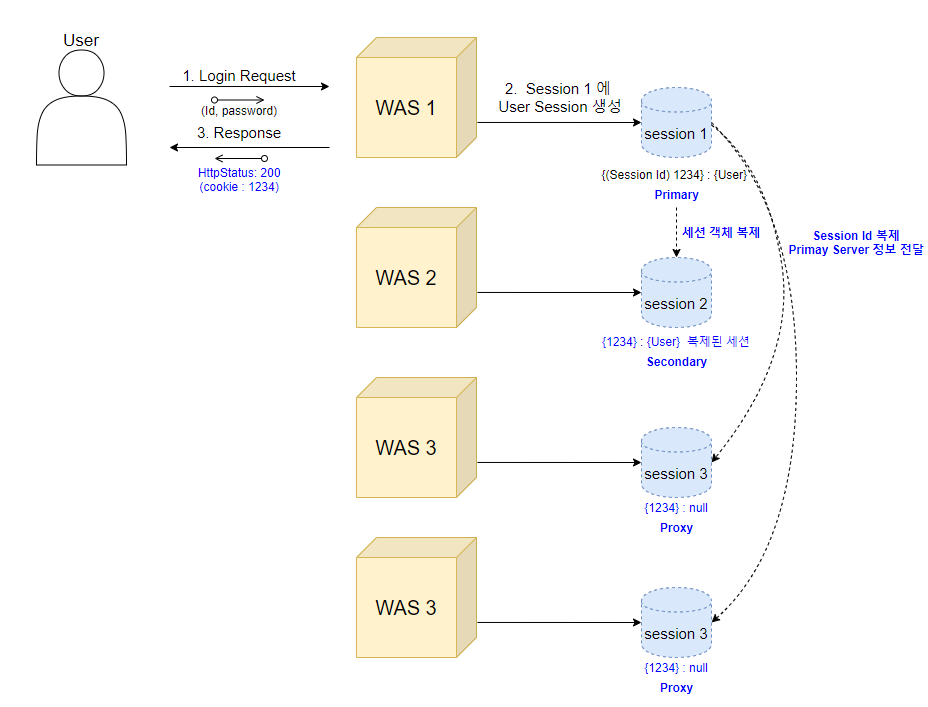 User
1. Login Request
(Id, password)
3. Response
HttpStatus: 200
(cookie : 1234)
WAS 1
2. Session 1 에
User Session 생성
session 1
{(Session Id) 1234} : {User}
Primary
세션 객체 복제
Session Id 복제
Primay Server 정보 전달
WAS 2
session 2
{1234} : {User} 복제된 세션
Secondary
WAS 3
session 3
{1234} : null
Proxy
WAS 3
session 3
{1234} : null
Proxy